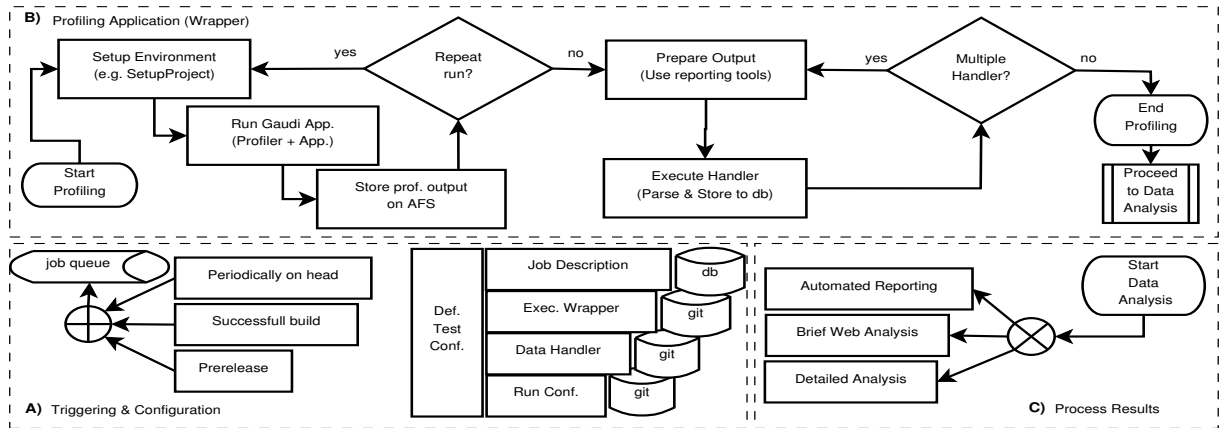 B) Profiling Application (Wrapper)
Setup Environment
(e.g. SetupProject)
yes
Repeat
run?
no
Prepare Output
(Use reporting tools)
yes
Multiple
Handler?
no
Run Gaudi App.
(Profiler + App.)
End
Profiling
Start
Profiling
Store prof. output
on AFS
Execute Handler
(Parse & Store to db)
Proceed
to Data
Analysis
job queue
Periodically on head
Successfull build
Prerelease
A) Triggering & Configuration
Def.
Test
Conf.
Job Description
db
Exec. Wrapper
git
Data Handler
git
Run Conf.
git
Automated Reporting
Brief Web Analysis
Detailed Analysis
Start
Data
Analysis
C) Process Results